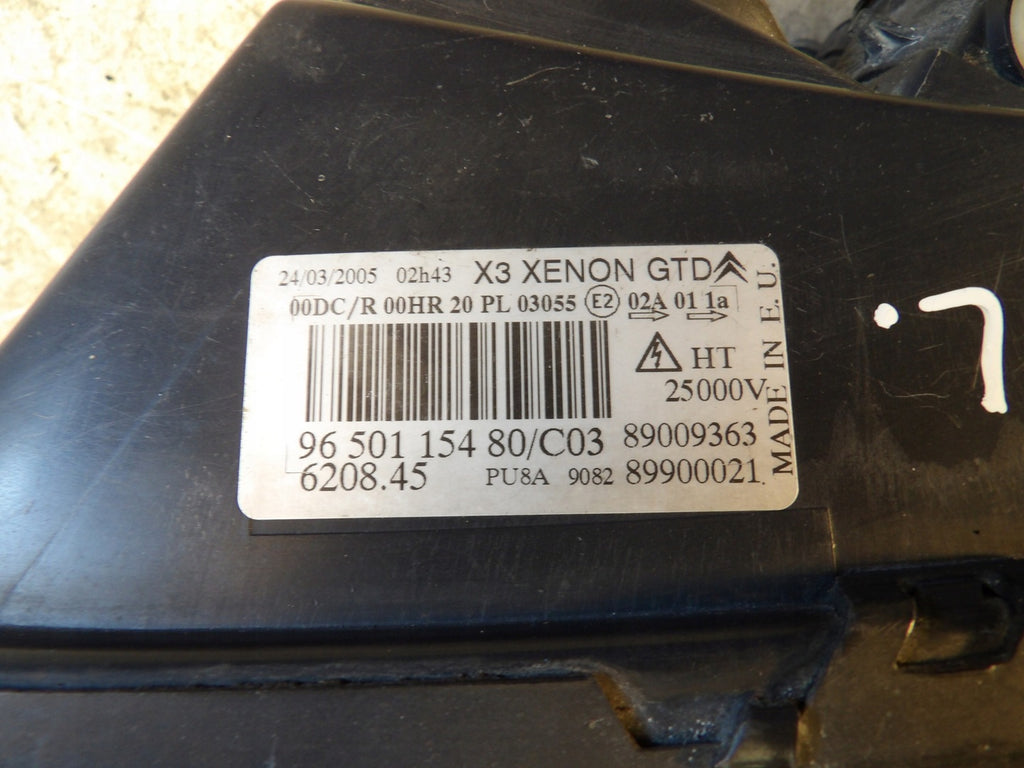 24/03/2005 02h43 X3 XENON GTD
00DC/R 00HR 20 PL 03055 E2 02A 01 1a
HT
25000V
96 501 154 80/C03 89009363
6208.45 PU8A 9082 89900021
MADE IN E.U.
L.